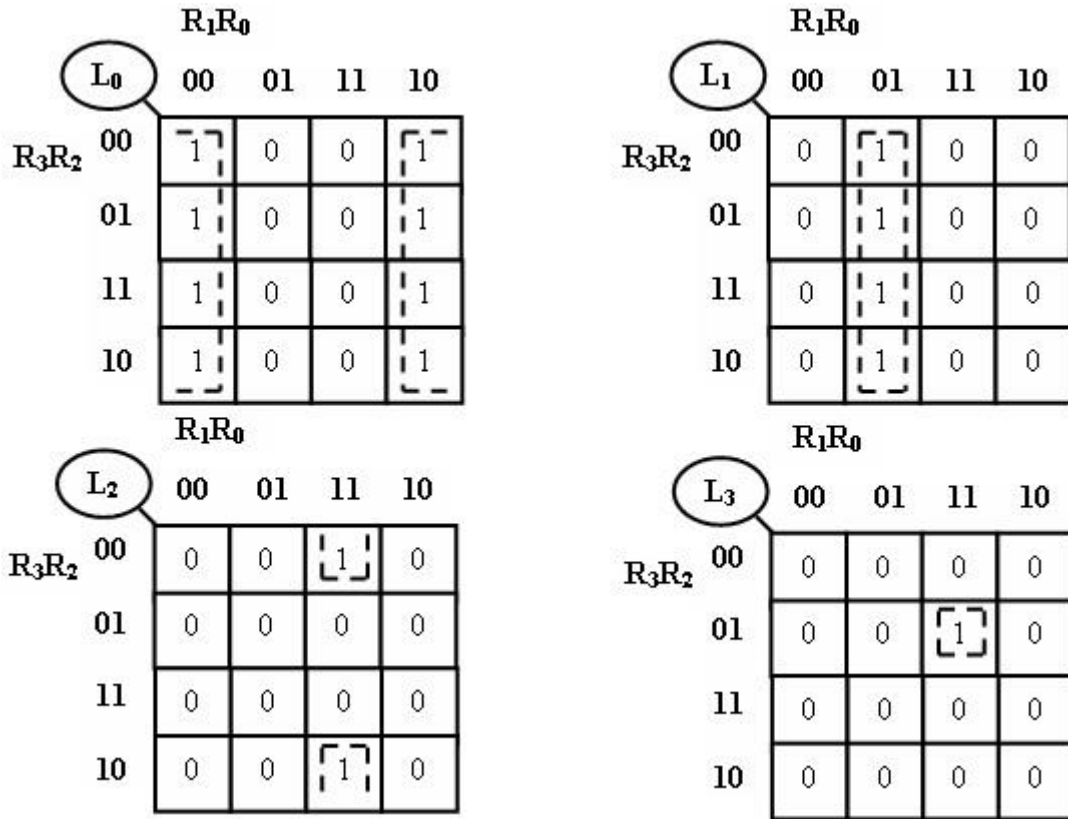 R₁R₀ R₁R₀
L₀ 00 01 11 10 L₁ 00 01 11 10
R₃R₂ 00 1 0 0 1 R₃R₂ 00 0 1 0 0
01 1 0 0 1 01 0 1 0 0
11 1 0 0 1 11 0 1 0 0
10 1 0 0 1 10 0 1 0 0
R₁R₀ R₁R₀
L₂ 00 01 11 10 L₃ 00 01 11 10
R₃R₂ 00 0 0 1 0 R₃R₂ 00 0 0 0 0
01 0 0 0 0 01 0 0 1 0
11 0 0 0 0 11 0 0 0 0
10 0 0 1 0 10 0 0 0 0